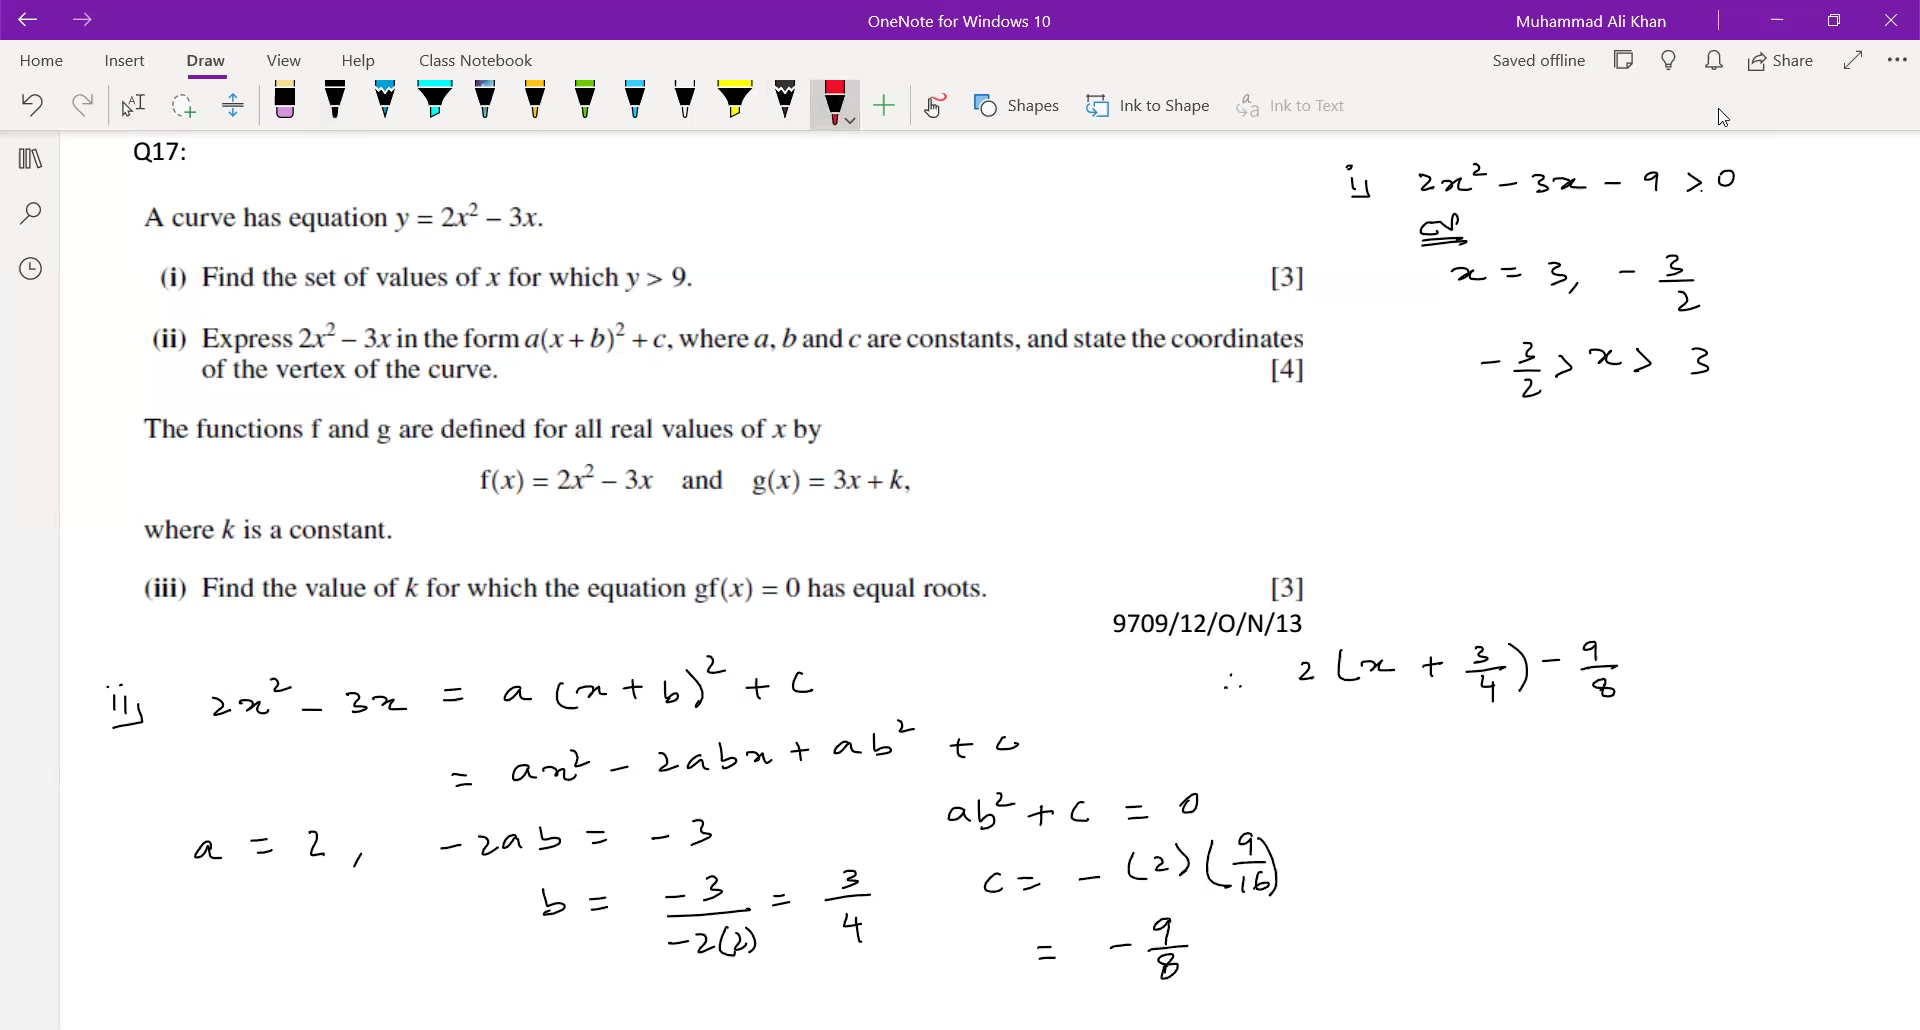 OneNote for Windows 10
Muhammad Ali Khan
Home Insert Draw View Help Class Notebook
Saved offline Share
Shapes Ink to Shape Ink to Text
Q17:
A curve has equation y = 2x² – 3x.
(i) Find the set of values of x for which y > 9. [3]
(ii) Express 2x² – 3x in the form a(x + b)² + c, where a, b and c are constants, and state the coordinates
of the vertex of the curve. [4]
The functions f and g are defined for all real values of x by
f(x) = 2x² – 3x and g(x) = 3x + k,
where k is a constant.
(iii) Find the value of k for which the equation gf(x) = 0 has equal roots. [3]
9709/12/O/N/13
i) 2x² - 3x - 9 > 0
CV
x = 3, - 3/2
- 3/2 > x > 3
ii) 2x² - 3x = a (x + b)² + c
= ax² - 2abx + ab² + c
a = 2, - 2ab = - 3
b = -3/-2(2) = 3/4
ab² + c = 0
c = - (2) (9/16)
= - 9/8
∴ 2 (x + 3/4) - 9/8